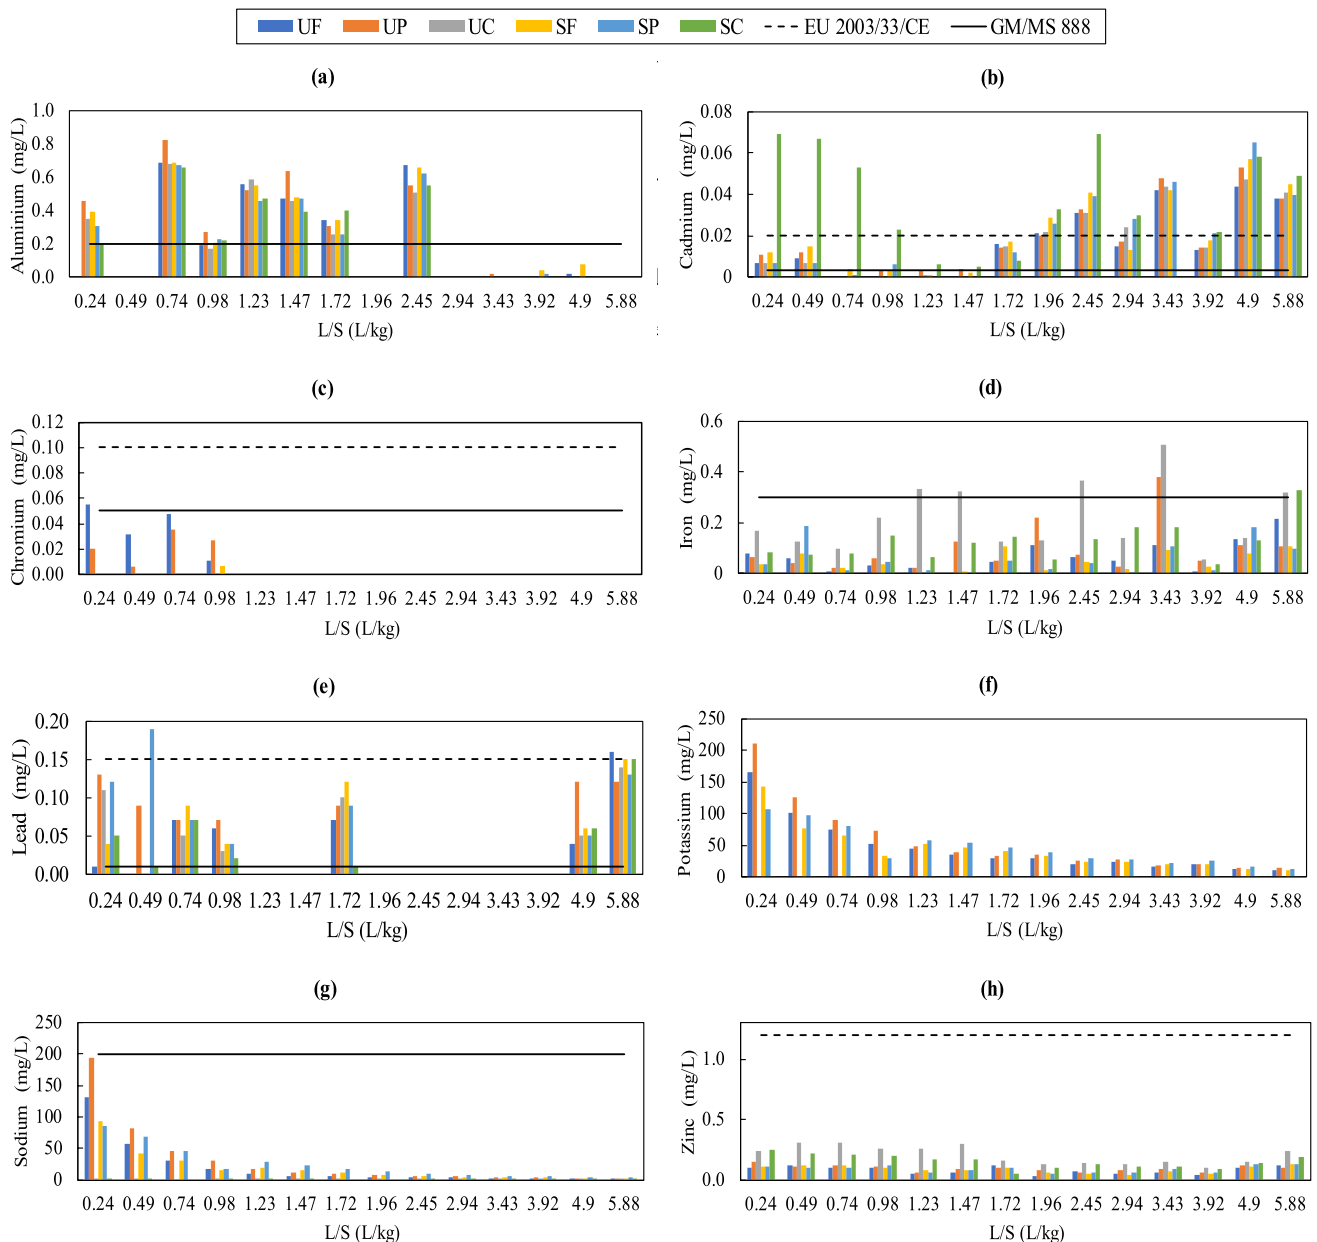 UF UP UC SF SP SC EU 2003/33/CE GM/MS 888
(a)
Aluminium (mg/L)
1.0
0.8
0.6
0.4
0.2
0.0
0.24 0.49 0.74 0.98 1.23 1.47 1.72 1.96 2.45 2.94 3.43 3.92 4.9 5.88
L/S (L/kg)
(b)
Cadmium (mg/L)
0.08
0.06
0.04
0.02
0
0.24 0.49 0.74 0.98 1.23 1.47 1.72 1.96 2.45 2.94 3.43 3.92 4.9 5.88
L/S (L/kg)
(c)
Chromium (mg/L)
0.12
0.10
0.08
0.06
0.04
0.02
0.00
0.24 0.49 0.74 0.98 1.23 1.47 1.72 1.96 2.45 2.94 3.43 3.92 4.9 5.88
L/S (L/kg)
(d)
Iron (mg/L)
0.6
0.4
0.2
0
0.24 0.49 0.74 0.98 1.23 1.47 1.72 1.96 2.45 2.94 3.43 3.92 4.9 5.88
L/S (L/kg)
(e)
Lead (mg/L)
0.20
0.15
0.10
0.05
0.00
0.24 0.49 0.74 0.98 1.23 1.47 1.72 1.96 2.45 2.94 3.43 3.92 4.9 5.88
L/S (L/kg)
(f)
Potassium (mg/L)
250
200
150
100
50
0
0.24 0.49 0.74 0.98 1.23 1.47 1.72 1.96 2.45 2.94 3.43 3.92 4.9 5.88
L/S (L/kg)
(g)
Sodium (mg/L)
250
200
150
100
50
0
0.24 0.49 0.74 0.98 1.23 1.47 1.72 1.96 2.45 2.94 3.43 3.92 4.9 5.88
L/S (L/kg)
(h)
Zinc (mg/L)
1.0
0.5
0.0
0.24 0.49 0.74 0.98 1.23 1.47 1.72 1.96 2.45 2.94 3.43 3.92 4.9 5.88
L/S (L/kg)